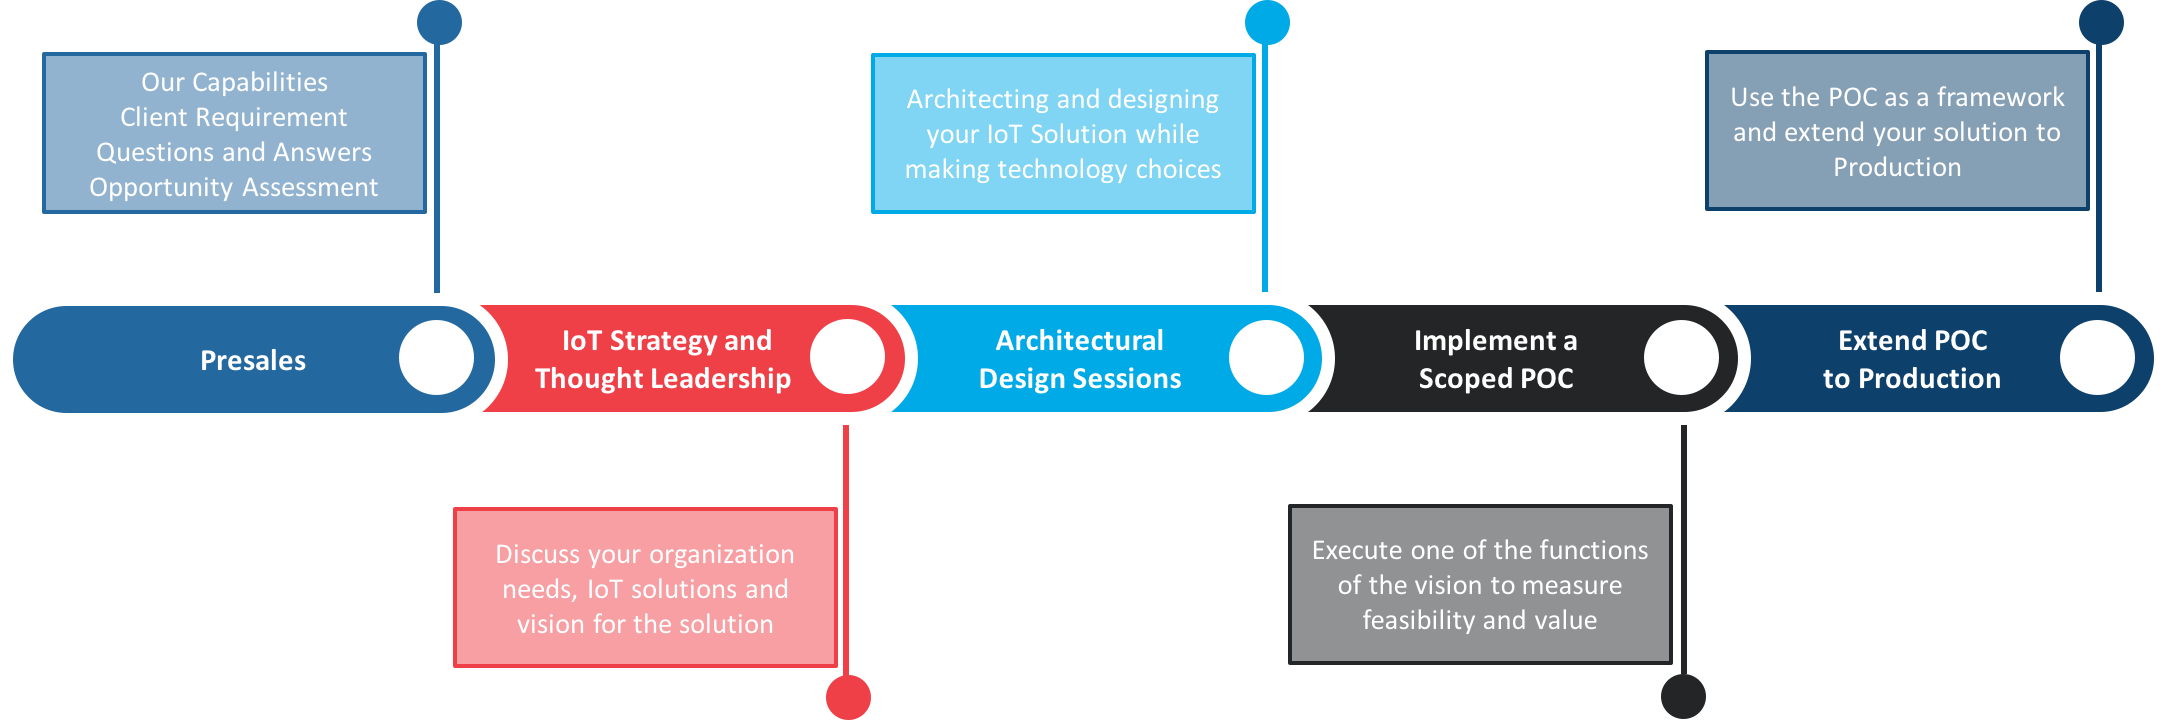 Our Capabilities
Client Requirement
Questions and Answers
Opportunity Assessment
Architecting and designing
your IoT Solution while
making technology choices
Use the POC as a framework
and extend your solution to
Production
Presales
IoT Strategy and
Thought Leadership
Architectural
Design Sessions
Implement a
Scoped POC
Extend POC
to Production
Discuss your organization
needs, IoT solutions and
vision for the solution
Execute one of the functions
of the vision to measure
feasibility and value